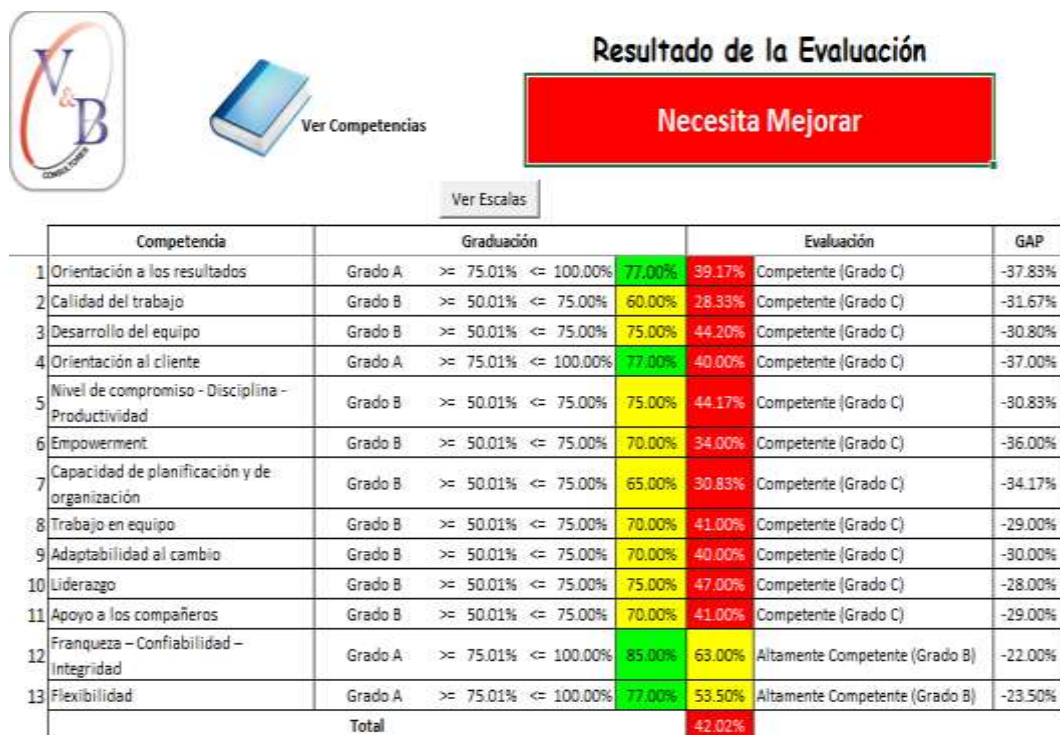 V&B
CONSULTORES
Ver Competencias
Resultado de la Evaluación
Necesita Mejorar
Ver Escalas
Competencia Graduación Evaluación GAP
1 Orientación a los resultados Grado A >= 75.01% <= 100.00% 77.00% 39.17% Competente (Grado C) -37.83%
2 Calidad del trabajo Grado B >= 50.01% <= 75.00% 60.00% 28.33% Competente (Grado C) -31.67%
3 Desarrollo del equipo Grado B >= 50.01% <= 75.00% 75.00% 44.20% Competente (Grado C) -30.80%
4 Orientación al cliente Grado A >= 75.01% <= 100.00% 77.00% 40.00% Competente (Grado C) -37.00%
5 Nivel de compromiso - Disciplina -
Productividad Grado B >= 50.01% <= 75.00% 75.00% 44.17% Competente (Grado C) -30.83%
6 Empowerment Grado B >= 50.01% <= 75.00% 70.00% 34.00% Competente (Grado C) -36.00%
7 Capacidad de planificación y de
organización Grado B >= 50.01% <= 75.00% 65.00% 30.83% Competente (Grado C) -34.17%
8 Trabajo en equipo Grado B >= 50.01% <= 75.00% 70.00% 41.00% Competente (Grado C) -29.00%
9 Adaptabilidad al cambio Grado B >= 50.01% <= 75.00% 70.00% 40.00% Competente (Grado C) -30.00%
10 Liderazgo Grado B >= 50.01% <= 75.00% 75.00% 47.00% Competente (Grado C) -28.00%
11 Apoyo a los compañeros Grado B >= 50.01% <= 75.00% 70.00% 41.00% Competente (Grado C) -29.00%
12 Franqueza – Confiabilidad –
Integridad Grado A >= 75.01% <= 100.00% 85.00% 63.00% Altamente Competente (Grado B) -22.00%
13 Flexibilidad Grado A >= 75.01% <= 100.00% 77.00% 53.50% Altamente Competente (Grado B) -23.50%
Total 42.02%